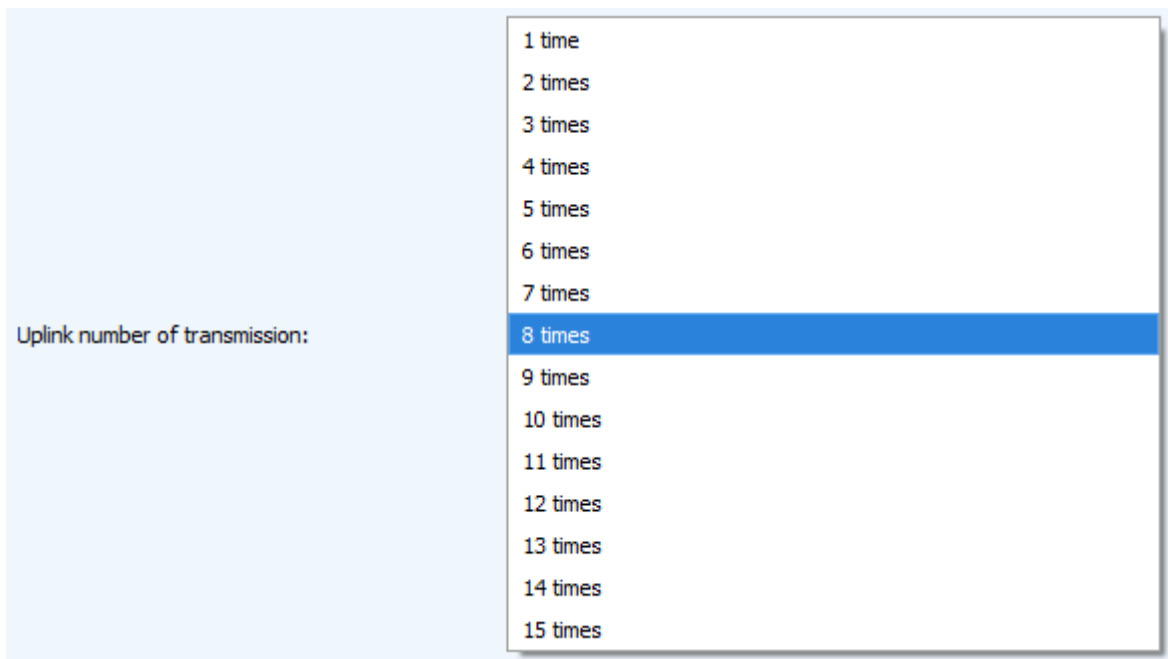 Uplink number of transmission:
1 time
2 times
3 times
4 times
5 times
6 times
7 times
8 times
9 times
10 times
11 times
12 times
13 times
14 times
15 times